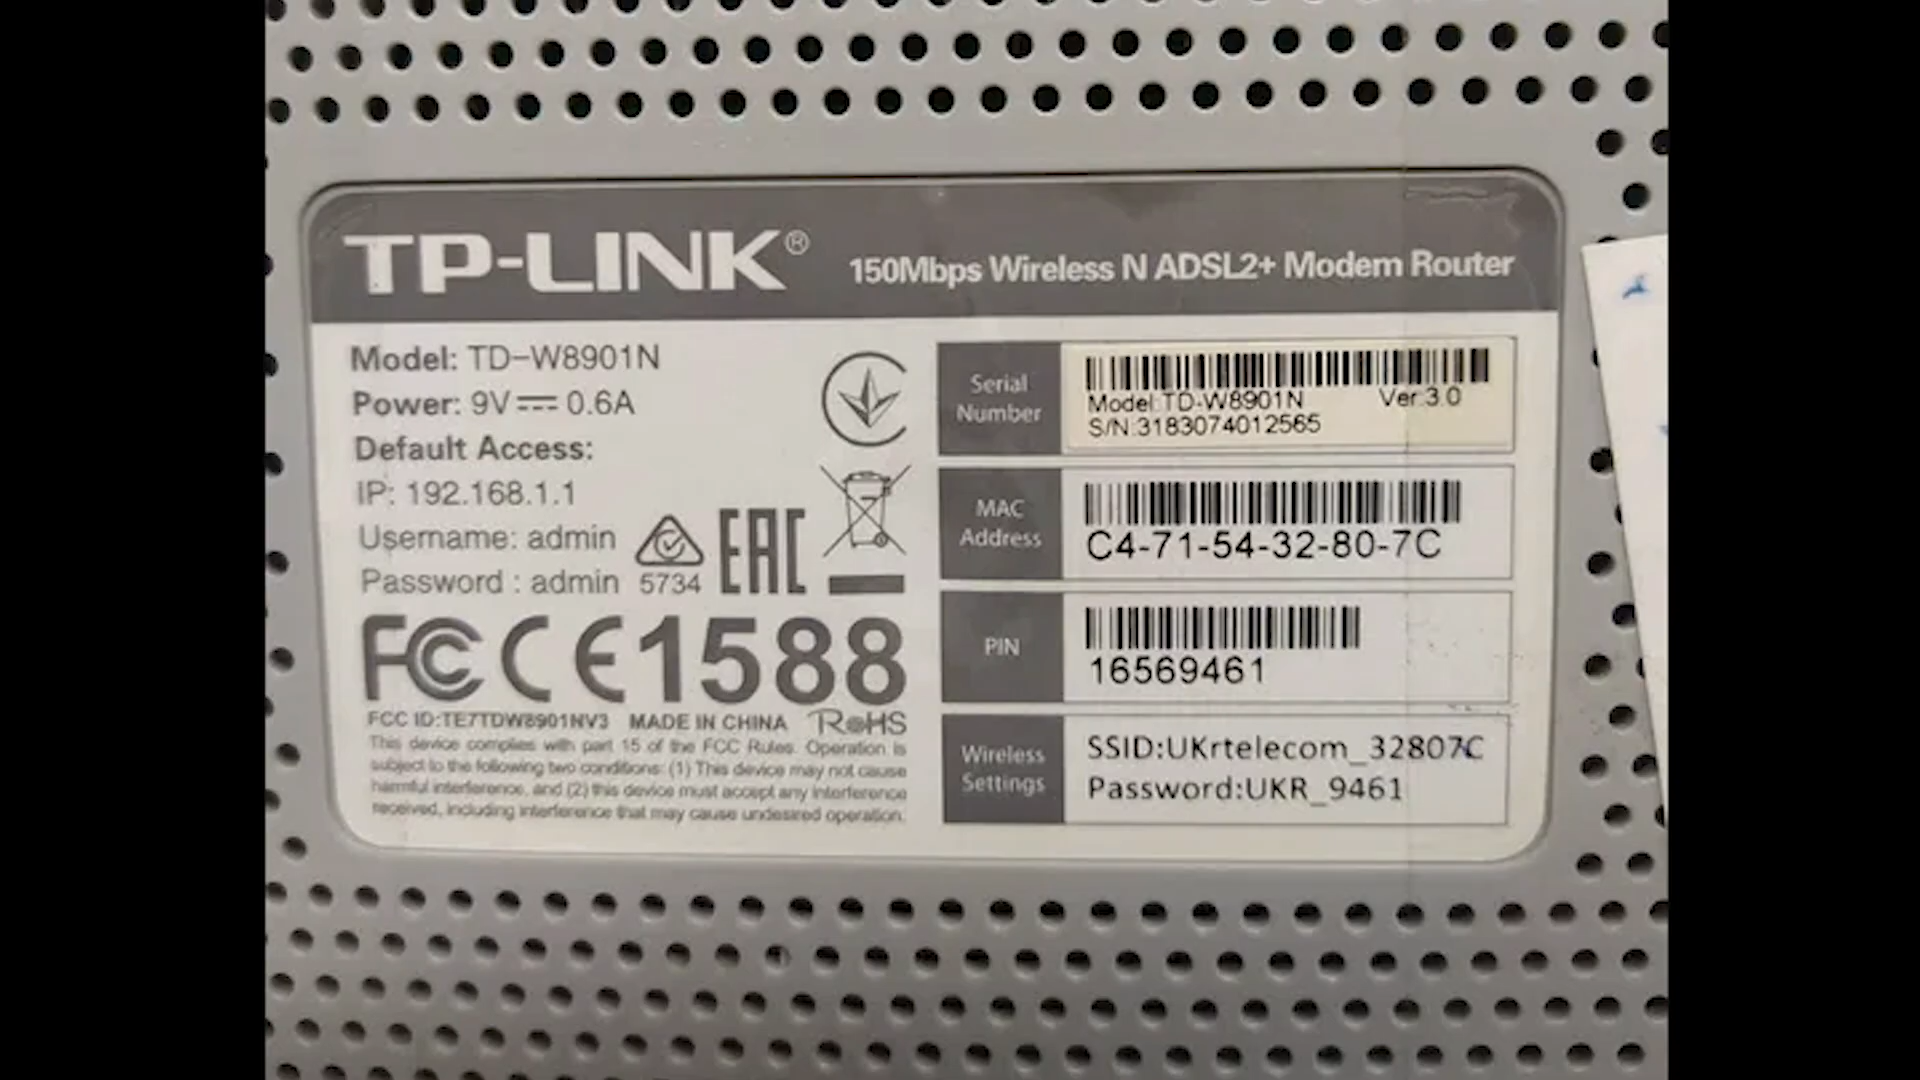 TP-LINK®
150Mbps Wireless N ADSL2+ Modem Router
Model: TD-W8901N
Power: 9V 0.6A
Default Access:
IP: 192.168.1.1
Username: admin
Password : admin
5734
EAC
FC CE1588
FCC ID:TE7TDW8901NV3 MADE IN CHINA RoHS
This device complies with part 15 of the FCC Rules. Operation is
subject to the following two conditions: (1) This device may not cause
harmful interference, and (2) this device must accept any interference
received, including interference that may cause undesired operation.
Serial
Number
Model:TD-W8901N Ver:3.0
S/N:3183074012565
MAC
Address
C4-71-54-32-80-7C
PIN
16569461
Wireless
Settings
SSID:UKrtelecom_32807C
Password:UKR_9461